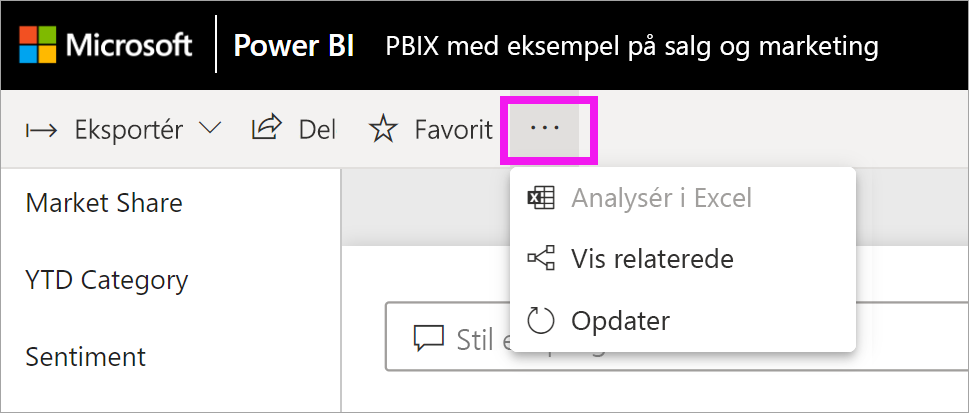 Microsoft Power BI PBIX med eksempel på salg og marketing
Eksportér Del Favorit ...
Market Share
YTD Category
Sentiment
Analysér i Excel
Vis relaterede
Opdater
Stil